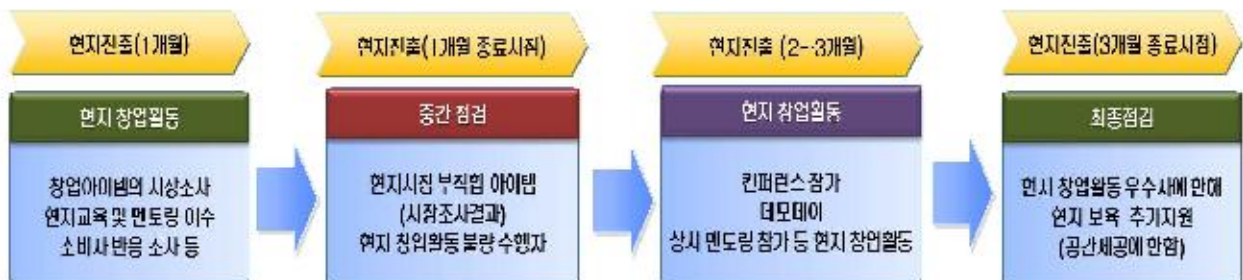 현지진출(1개월)
현지진출(1개월 종료시점)
현지진출 (2~3개월)
현지진출(3개월 종료시점)
현지 창업활동
중간 점검
현지 창업활동
최종점검
창업아이템의 시장조사
현지교육 및 멘토링 이수
소비자 반응 조사 등
현지시장 부적합 아이템
(시장조사결과)
현지 창업활동 불량 수행자
컨퍼런스 참가
데모데이
상시 멘토링 참가 등 현지 창업활동
현지 창업활동 우수자에 한해
현지 보육 추가지원
(공간제공에 한함)